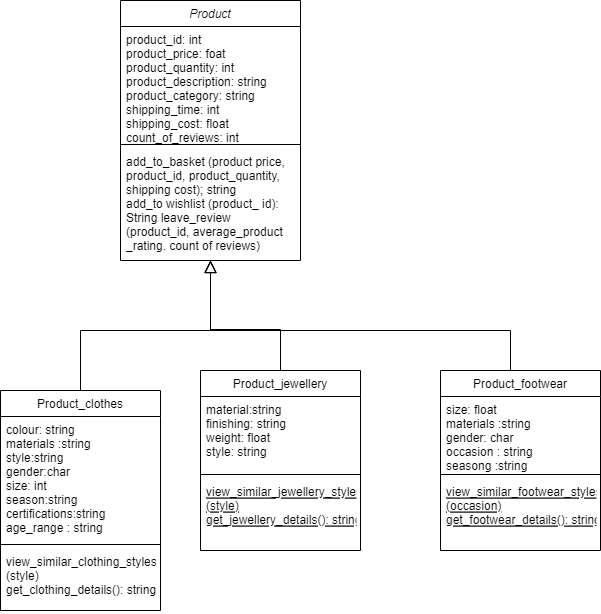 Product
product_id: int
product_price: foat
product_quantity: int
product_description: string
product_category: string
shipping_time: int
shipping_cost: float
count_of_reviews: int
add_to_basket (product price,
product_id, product_quantity,
shipping cost); string
add_to wishlist (product_ id):
String leave_review
(product_id, average_product
_rating. count of reviews)
Product_clothes
colour: string
materials :string
style:string
gender:char
size: int
season:string
certifications:string
age_range : string
view_similar_clothing_styles
(style)
get_clothing_details(): string
Product_jewellery
material:string
finishing: string
weight: float
style: string
view_similar_jewellery_styles
(style)
get_jewellery_details(): string
Product_footwear
size: float
materials :string
gender: char
occasion : string
seasong :string
view_similar_footwear_styles
(occasion)
get_footwear_details(): string